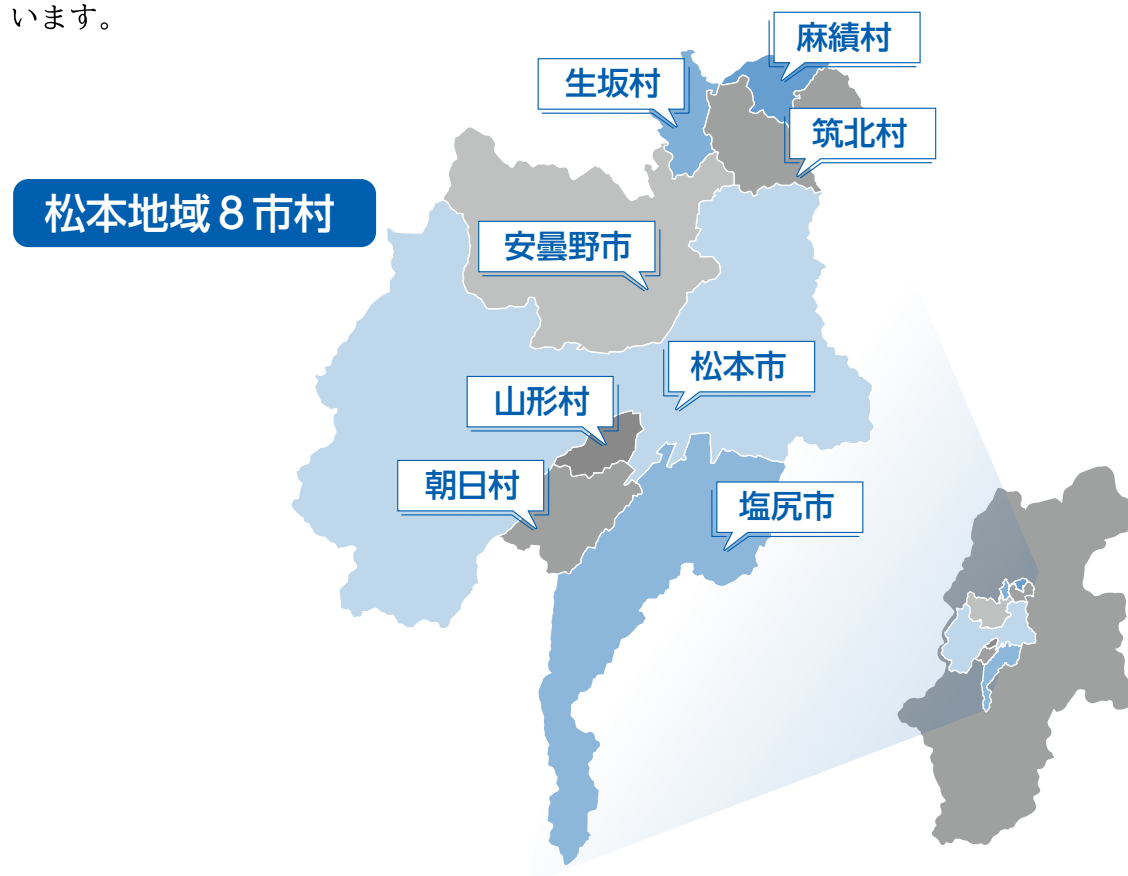 います。
麻績村
生坂村
筑北村
松本地域８市村
安曇野市
松本市
山形村
朝日村
塩尻市